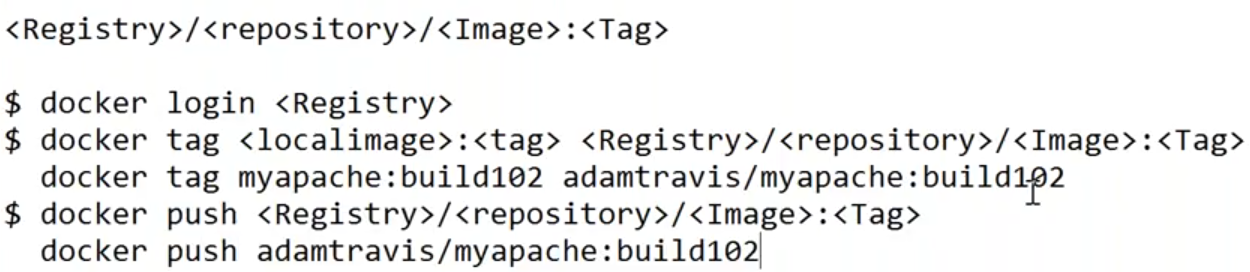 <Registry>/<repository>/<Image>:<Tag>
$ docker login <Registry>
$ docker tag <localimage>:<tag> <Registry>/<repository>/<Image>:<Tag>
docker tag myapache:build102 adamtravis/myapache:build102
$ docker push <Registry>/<repository>/<Image>:<Tag>
docker push adamtravis/myapache:build102